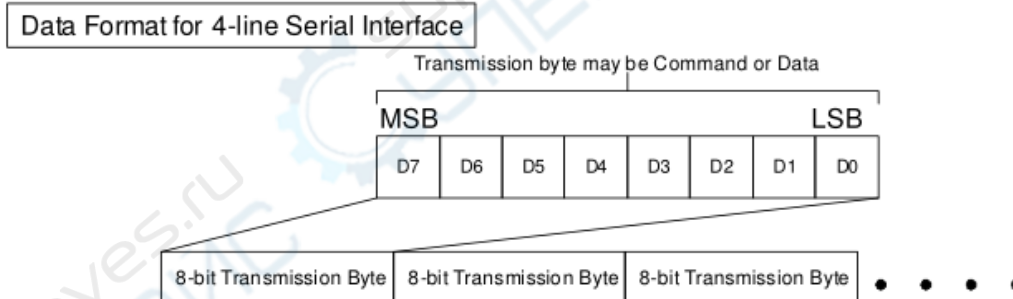 Data Format for 4-line Serial Interface
Transmission byte may be Command or Data
MSB LSB
D7 D6 D5 D4 D3 D2 D1 D0
8-bit Transmission Byte 8-bit Transmission Byte 8-bit Transmission Byte